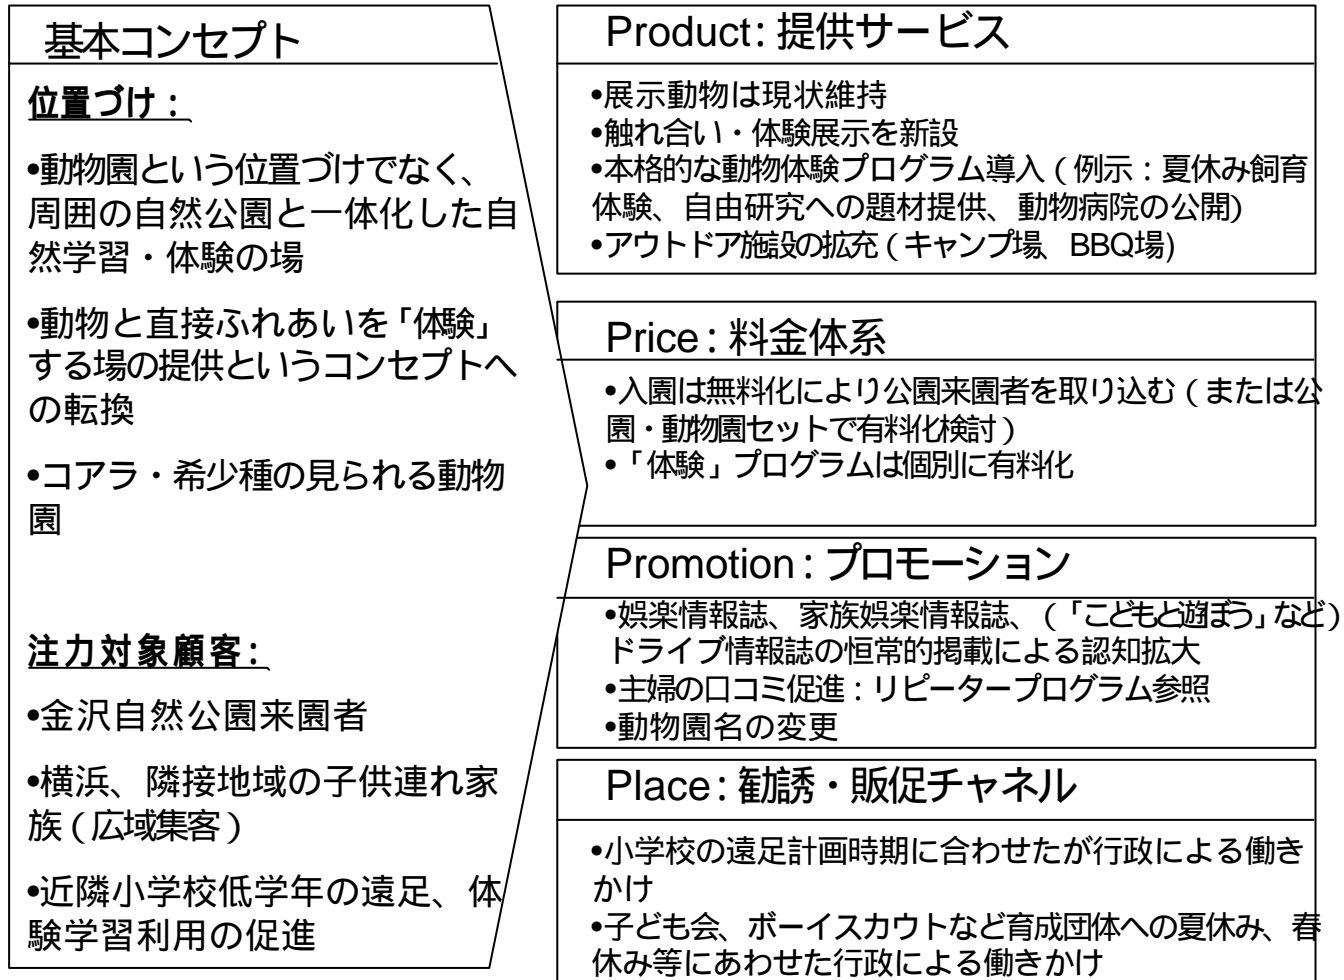 基本コンセプト
位置づけ：
•動物園という位置づけでなく、
周囲の自然公園と一体化した自
然学習・体験の場
•動物と直接ふれあいを「体験」
する場の提供というコンセプトへ
の転換
•コアラ・希少種の見られる動物
園
注力対象顧客：
•金沢自然公園来園者
•横浜、隣接地域の子供連れ家
族（広域集客）
•近隣小学校低学年の遠足、体
験学習利用の促進
Product：提供サービス
•展示動物は現状維持
•触れ合い・体験展示を新設
•本格的な動物体験プログラム導入（例示：夏休み飼育
体験、自由研究への題材提供、動物病院の公開）
•アウトドア施設の拡充（キャンプ場、BBQ場）
Price：料金体系
•入園は無料化により公園来園者を取り込む（または公
園・動物園セットで有料化検討）
•「体験」プログラムは個別に有料化
Promotion：プロモーション
•娯楽情報誌、家族娯楽情報誌、（「こどもと遊ぼう」など）
ドライブ情報誌の恒常的掲載による認知拡大
•主婦の口コミ促進：リピータープログラム参照
•動物園名の変更
Place：勧誘・販促チャネル
•小学校の遠足計画時期に合わせたが行政による働き
かけ
•子ども会、ボーイスカウトなど育成団体への夏休み、春
休み等にあわせた行政による働きかけ